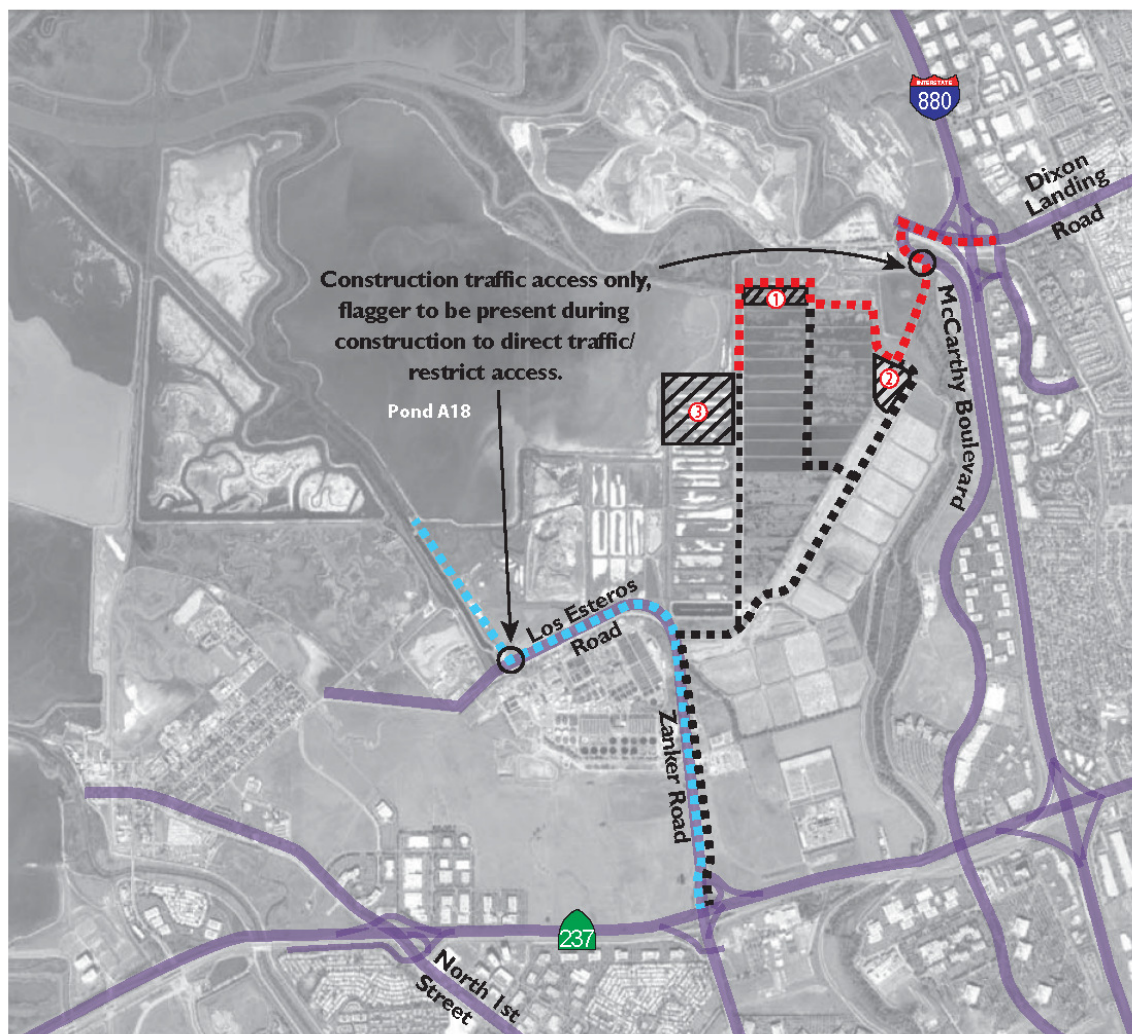 INTERSTATE
880
Dixon
Landing
Road
Construction traffic access only,
flagger to be present during
construction to direct traffic/
restrict access.
Pond A18
1
2
3
McCarthy Boulevard
Los Esteros
Road
Zanker Road
237
North 1st
Street